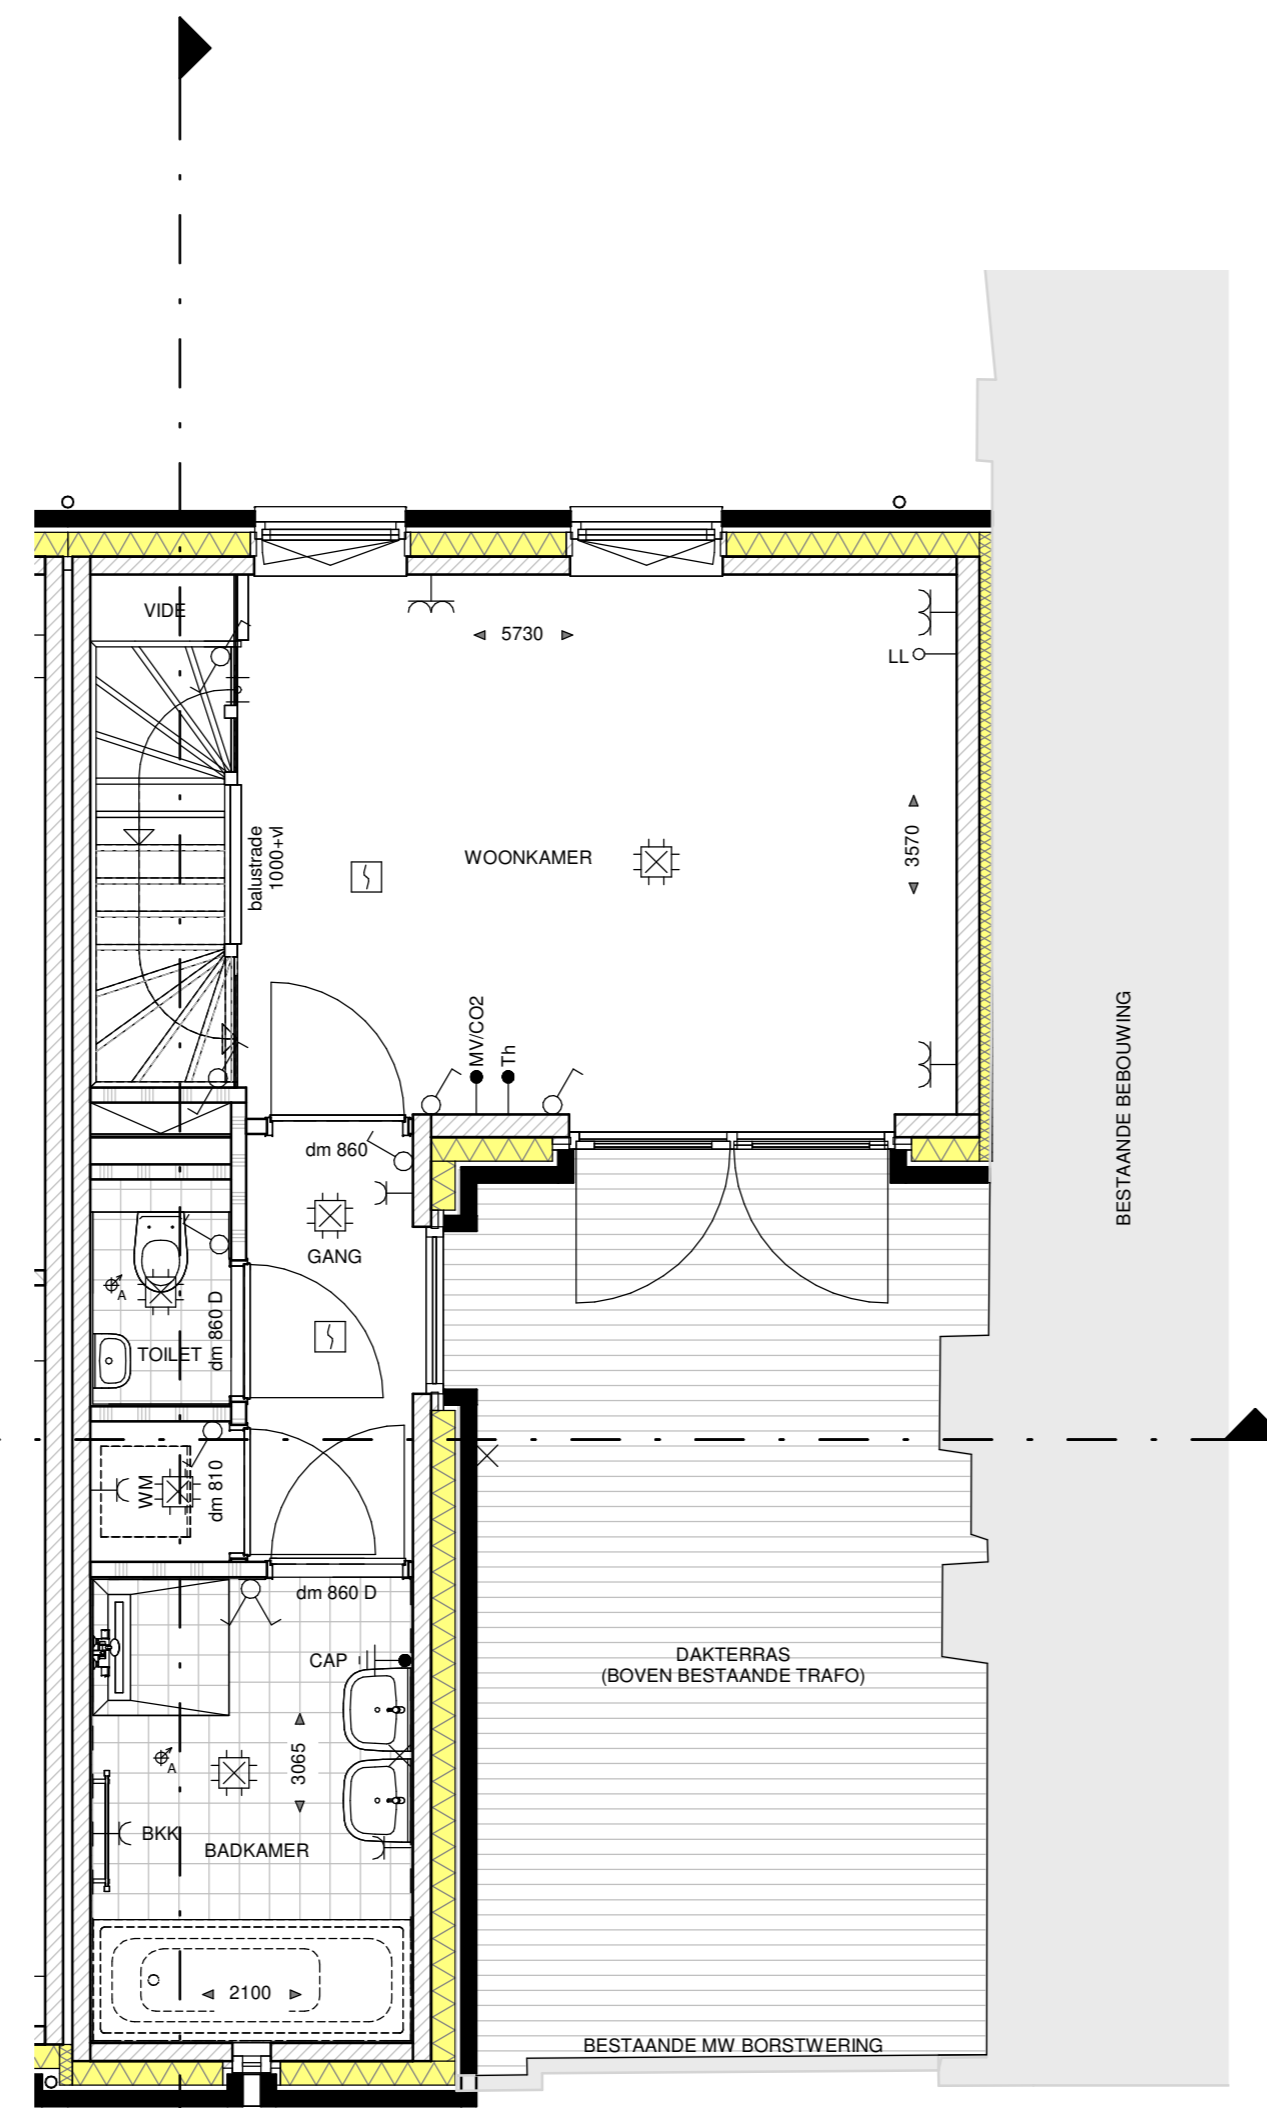 VIDE
5730
LL
balustrade
1000+vl
WOONKAMER
3570
MV/CO2
Th
BESTAANDE BEBOUWING
dm 860
GANG
A
dm 860 D
TOILET
WM
dm 810
dm 860 D
CAP
DAKTERRAS
(BOVEN BESTAANDE TRAFO)
3065
A
BKK
BADKAMER
2100
BESTAANDE MW BORSTWERING